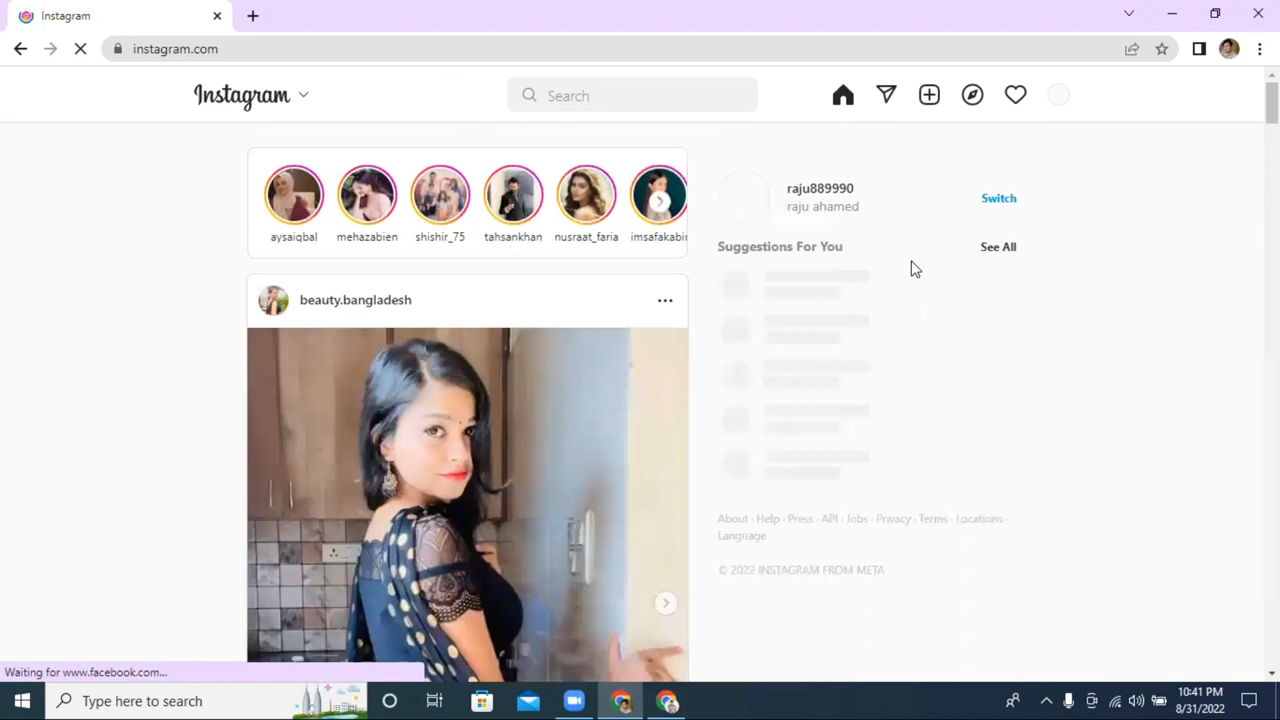 Instagram
instagram.com
Instagram
Search
aysaiqbal
mehazabien
shishir_75
tahsankhan
nusraat_faria
imsafakabir
raju889990
raju ahamed
Switch
Suggestions For You
See All
beauty.bangladesh
About · Help · Press · API · Jobs · Privacy · Terms · Locations ·
Language
© 2022 INSTAGRAM FROM META
Waiting for www.facebook.com...
Type here to search
10:41 PM
8/31/2022